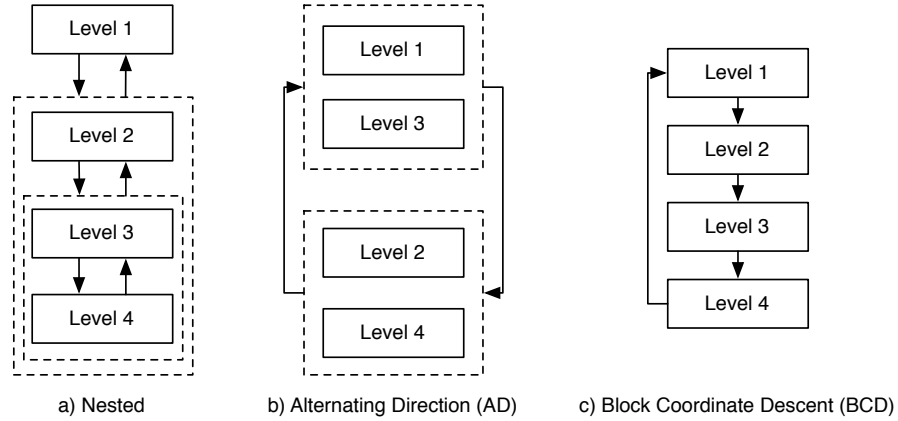 Level 1
Level 2
Level 3
Level 4
a) Nested
Level 1
Level 3
Level 2
Level 4
b) Alternating Direction (AD)
Level 1
Level 2
Level 3
Level 4
c) Block Coordinate Descent (BCD)